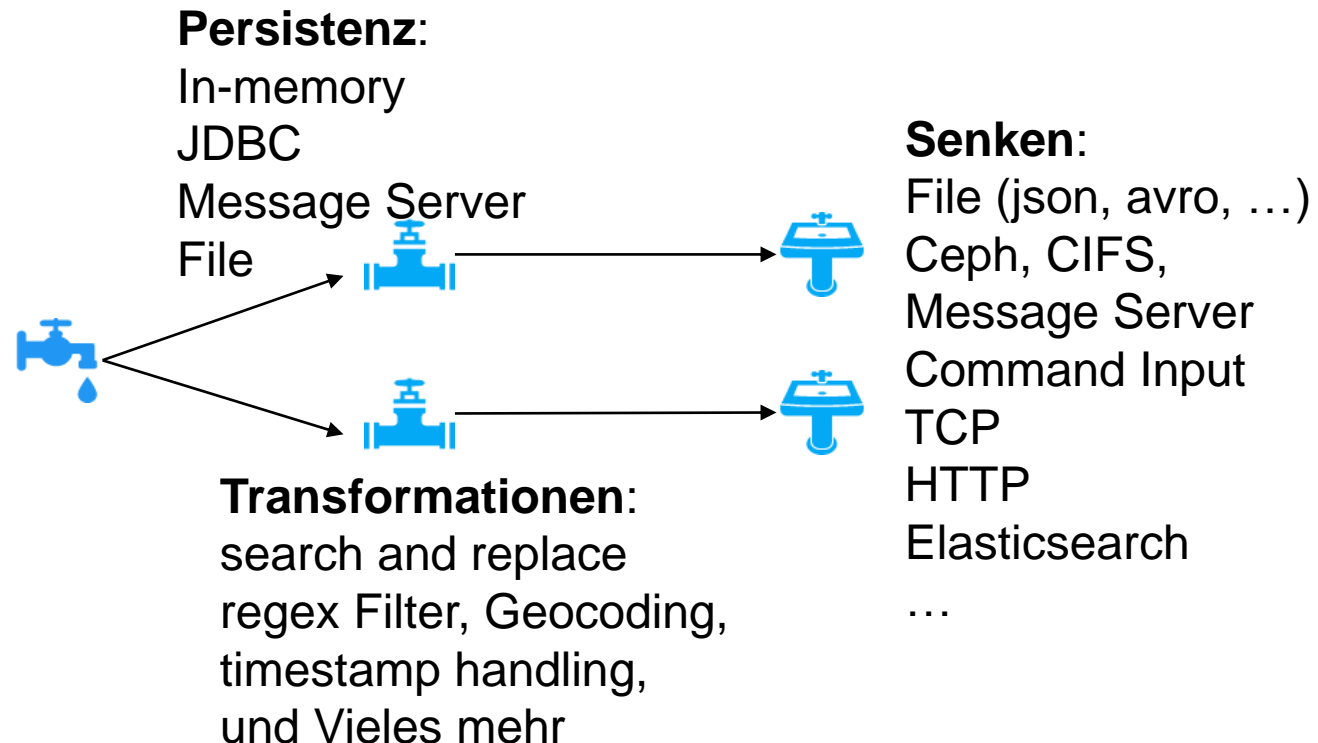 Persistenz:
In-memory
JDBC
Message Server
File
Senken:
File (json, avro, …)
Ceph, CIFS,
Message Server
Command Input
TCP
HTTP
Elasticsearch
…
Transformationen:
search and replace
regex Filter, Geocoding,
timestamp handling,
und Vieles mehr